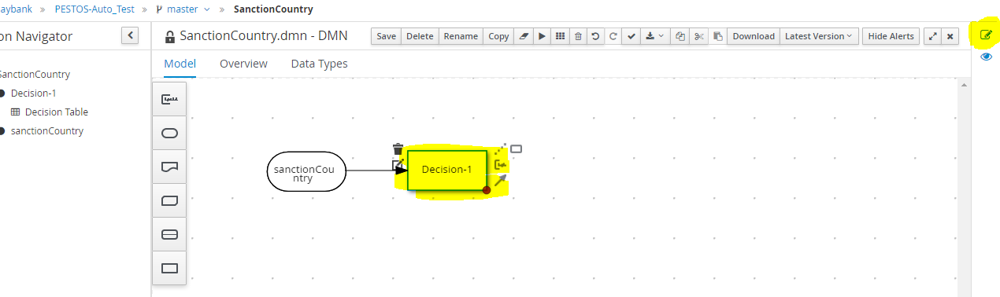 aybank » PESTOS-Auto_Test » master » SanctionCountry
on Navigator
SanctionCountry.dmn - DMN
Save Delete Rename Copy Download Latest Version Hide Alerts
Model Overview Data Types
SanctionCountry
Decision-1
Decision Table
sanctionCountry
sanctionCou
ntry
Decision-1